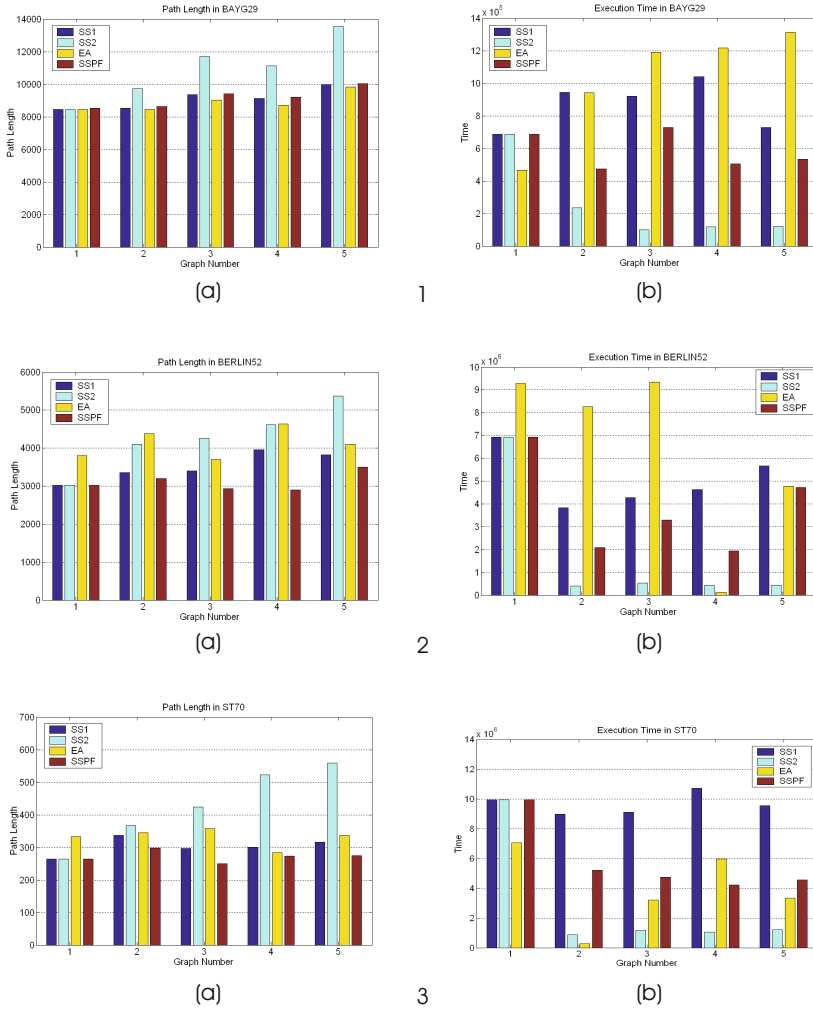 Path Length in BAYG29
14000
12000
10000
8000
6000
4000
2000
0
Path Length
SS1
SS2
EA
SSPF
1 2 3 4 5
Graph Number
(a)
1
Execution Time in BAYG29
x 10^5
14
12
10
8
6
4
2
0
Time
SS1
SS2
EA
SSPF
1 2 3 4 5
Graph Number
(b)
Path Length in BERLIN52
6000
5000
4000
3000
2000
1000
0
Path Length
SS1
SS2
EA
SSPF
1 2 3 4 5
Graph Number
(a)
2
Execution Time in BERLIN52
x 10^6
10
9
8
7
6
5
4
3
2
1
0
Time
SS1
SS2
EA
SSPF
1 2 3 4 5
Gaph Number
(b)
Path Length in ST70
700
600
500
400
300
200
100
0
Path Length
SS1
SS2
EA
SSPF
1 2 3 4 5
Graph Number
(a)
3
Execution Time in ST70
x 10^6
14
12
10
8
6
4
2
0
Time
SS1
SS2
EA
SSPF
1 2 3 4 5
Graph Number
(b)